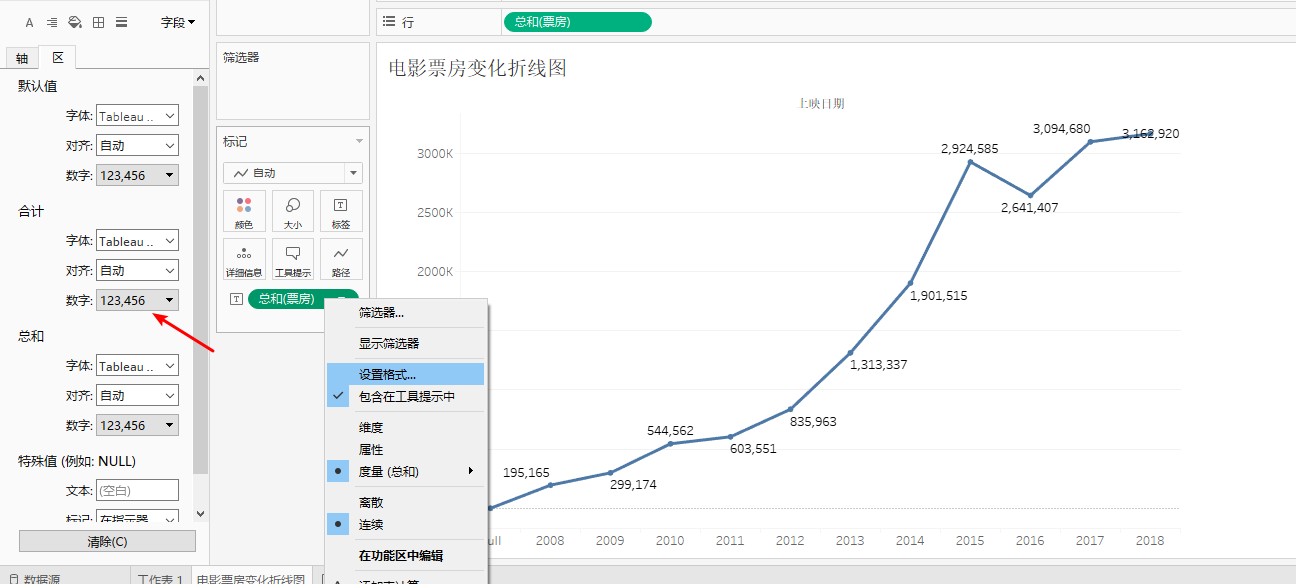 A
字段
轴
区
默认值
字体: Tableau ..
对齐: 自动
数字: 123,456
合计
字体: Tableau ..
对齐: 自动
数字: 123,456
总和
字体: Tableau ..
对齐: 自动
数字: 123,456
特殊值 (例如: NULL)
文本: (空白)
标记: 在指示器
清除(C)
筛选器
标记
自动
颜色
大小
T
标签
详细信息
工具提示
路径
T
总和(票房)
筛选器...
显示筛选器
设置格式...
包含在工具提示中
维度
属性
度量 (总和)
离散
连续
在功能区中编辑
添加表计算
行
总和(票房)
电影票房变化折线图
上映日期
3000K
2500K
2000K
195,165
299,174
544,562
603,551
835,963
1,313,337
1,901,515
2,924,585
2,641,407
3,094,680
3,162,920
ull
2008
2009
2010
2011
2012
2013
2014
2015
2016
2017
2018
数据源
工作表 1
电影票房变化折线图